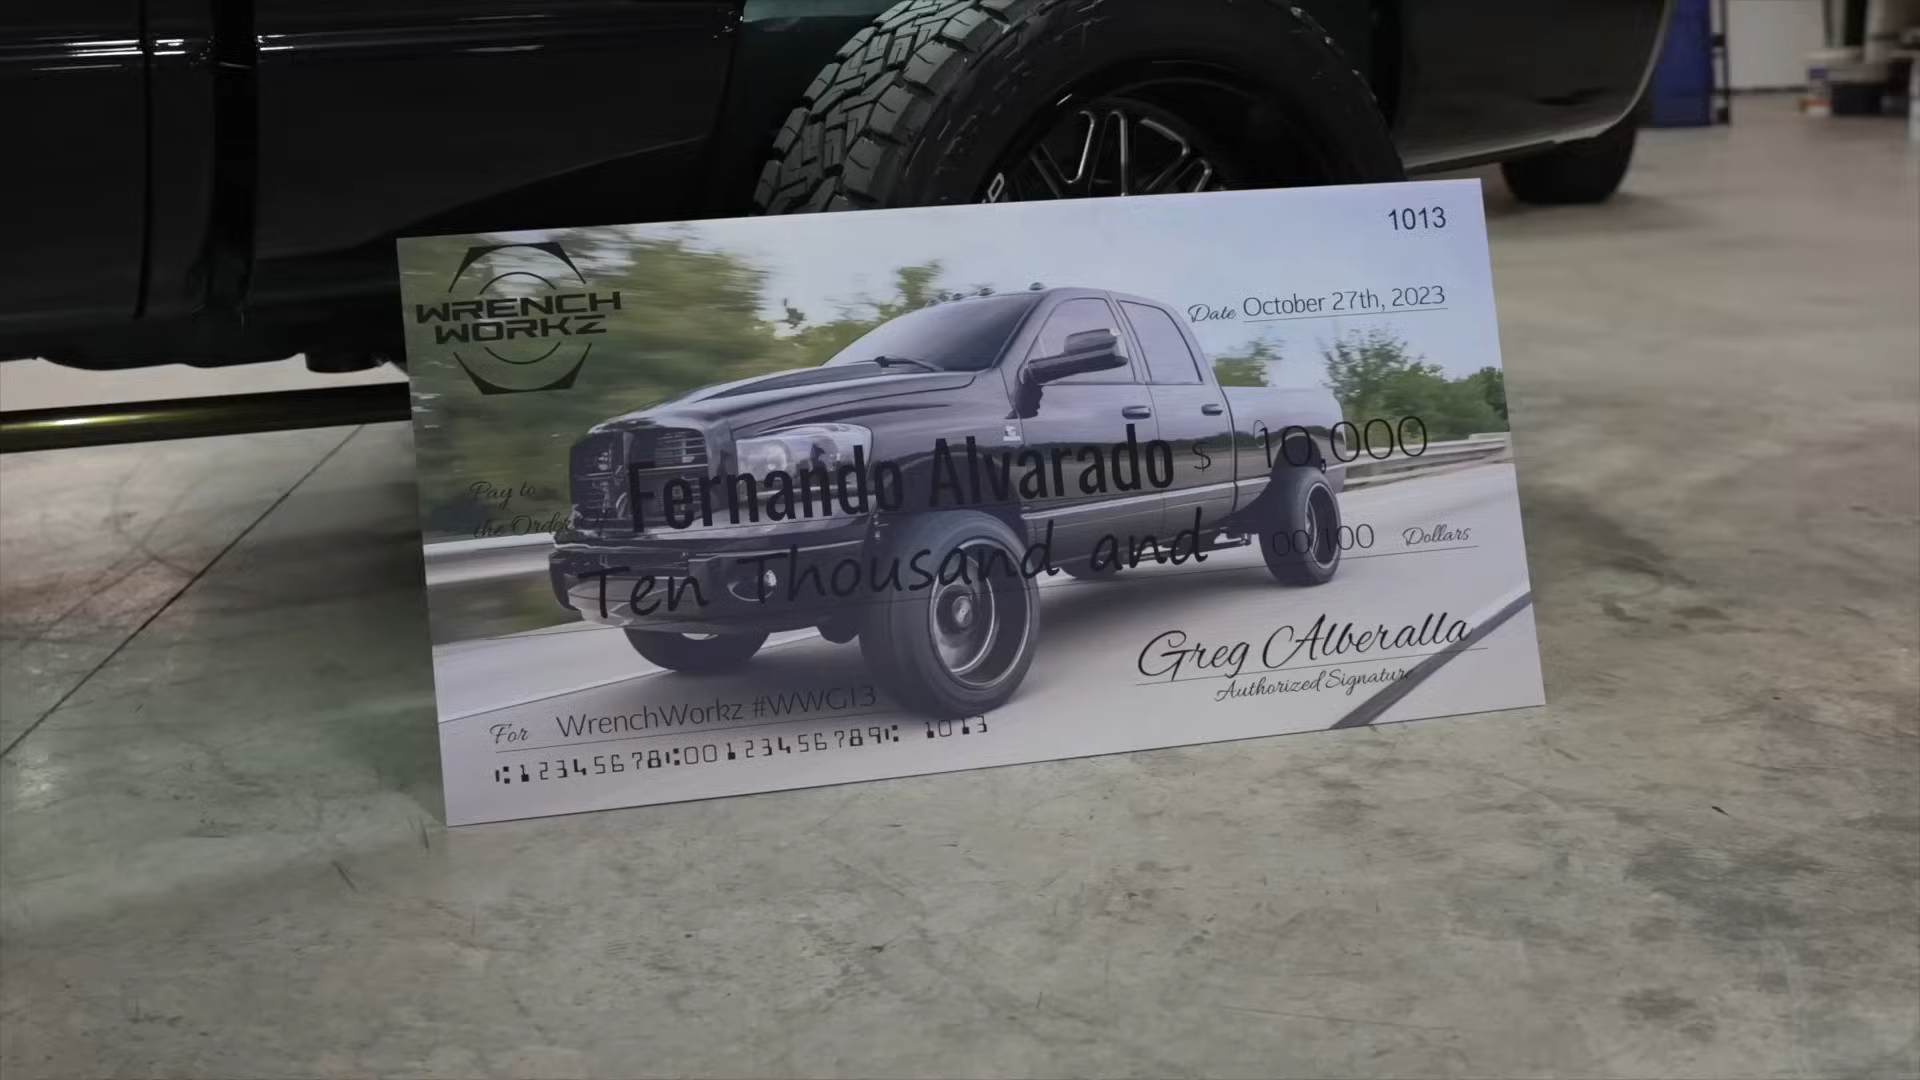 1013
WRENCH
WORKZ
Date October 27th, 2023
Pay to
the Order of
Fernando Alvarado $ 10,000
Ten Thousand and 00/100 Dollars
Greg Alberalla
Authorized Signature
For WrenchWorkz #WWG13
⑆12345678⑆00123456789⑆ 1013